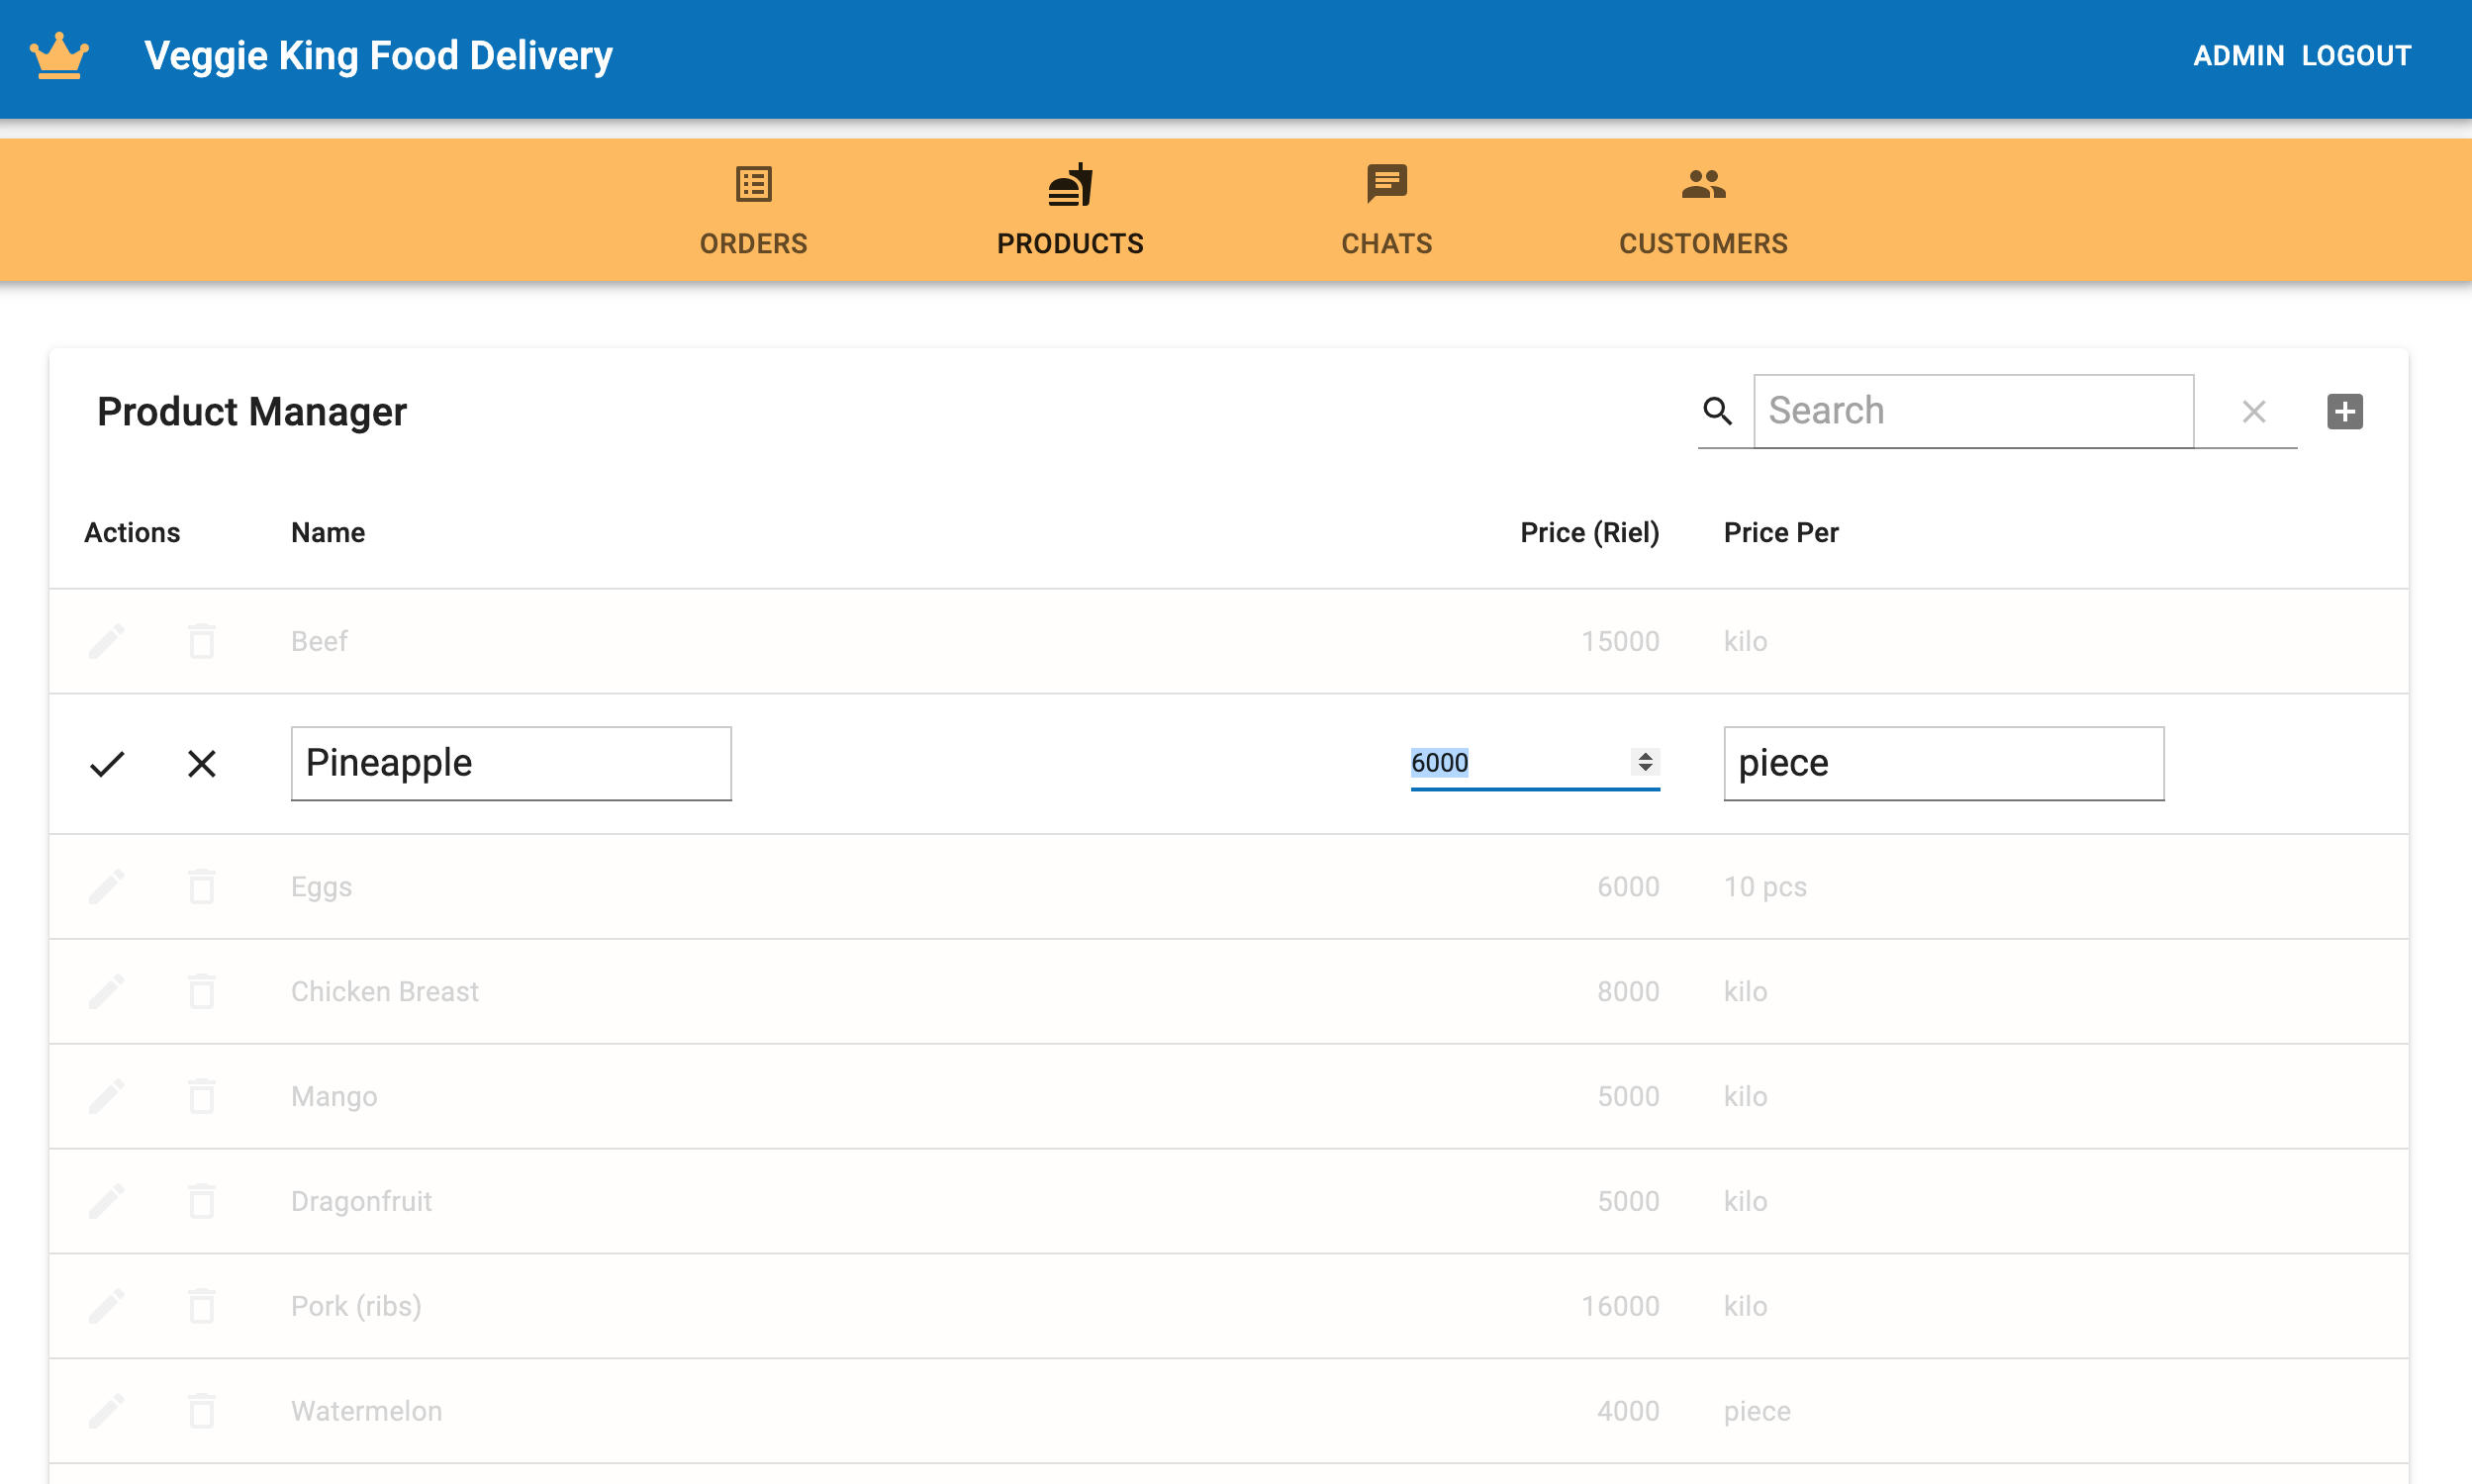 Veggie King Food Delivery ADMIN LOGOUT
ORDERS PRODUCTS CHATS CUSTOMERS
Product Manager Search
Actions Name Price (Riel) Price Per
Beef 15000 kilo
Pineapple 6000 piece
Eggs 6000 10 pcs
Chicken Breast 8000 kilo
Mango 5000 kilo
Dragonfruit 5000 kilo
Pork (ribs) 16000 kilo
Watermelon 4000 piece